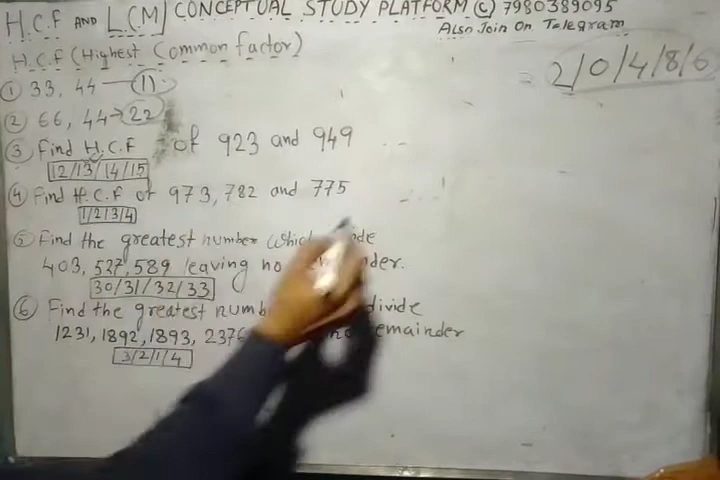 H.C.F AND L.C.M CONCEPTUAL STUDY PLATFORM (C) 7980389095
Also Join On Telegram
H.C.F (Highest Common factor)
2/0/4/8/6
① 33, 44 — 11
② 66, 44 → 22
③ Find H.C.F of 923 and 949
12/13/14/15
④ Find H.C.F of 973, 782 and 775
1/2/3/4
⑤ Find the greatest number which
403, 527, 589 leaving no
30/31/32/33
⑥ Find the greatest divide
1231, 1892, 1893, 2376 remainder
3/2/1/4